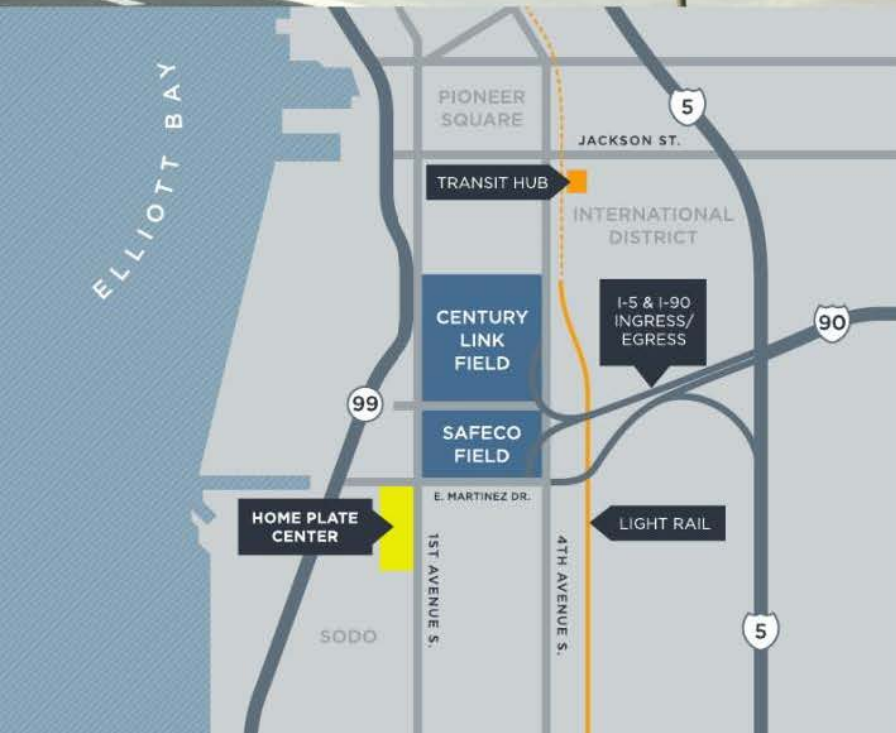 ELLIOTT BAY
PIONEER
SQUARE
5
JACKSON ST.
TRANSIT HUB
INTERNATIONAL
DISTRICT
CENTURY
LINK
FIELD
I-5 & I-90
INGRESS/
EGRESS
90
99
SAFECO
FIELD
E. MARTINEZ DR.
HOME PLATE
CENTER
1ST AVENUE S.
4TH AVENUE S.
LIGHT RAIL
SODO
5